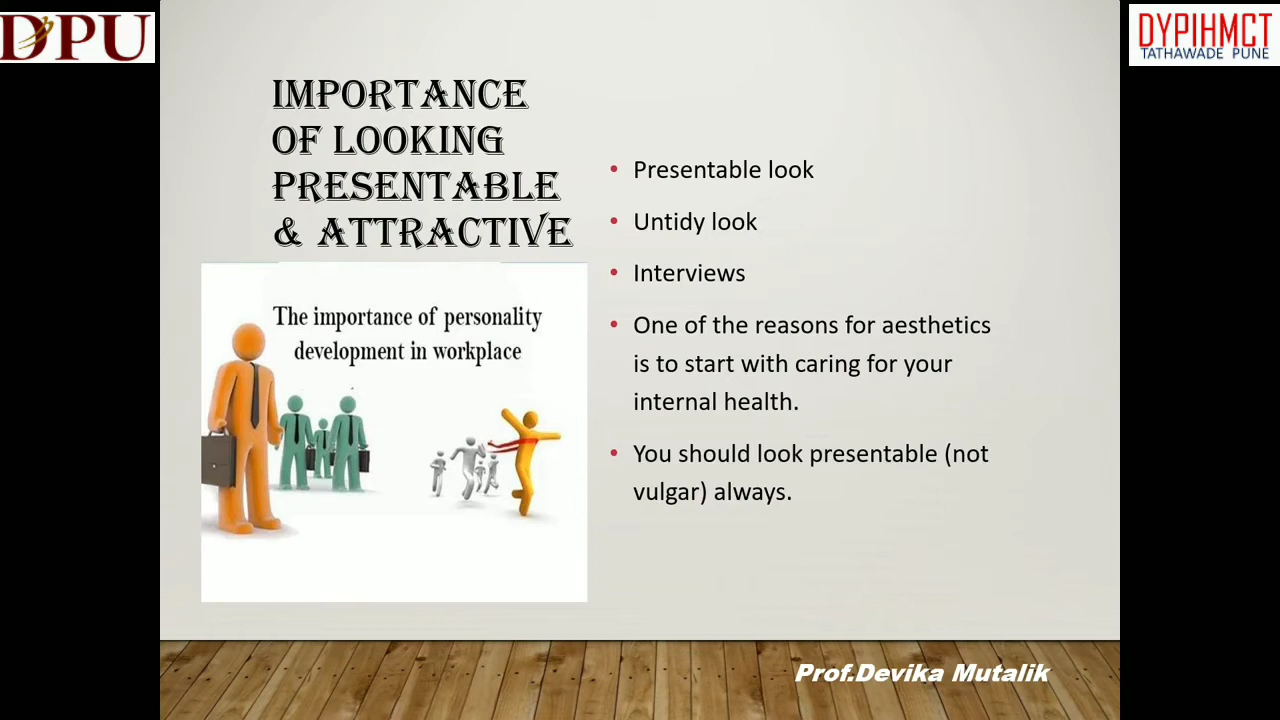 DPU
DYPIHMCT
TATHAWADE PUNE
IMPORTANCE
OF LOOKING
PRESENTABLE
& ATTRACTIVE
The importance of personality
development in workplace
• Presentable look
• Untidy look
• Interviews
• One of the reasons for aesthetics
is to start with caring for your
internal health.
• You should look presentable (not
vulgar) always.
Prof.Devika Mutalik